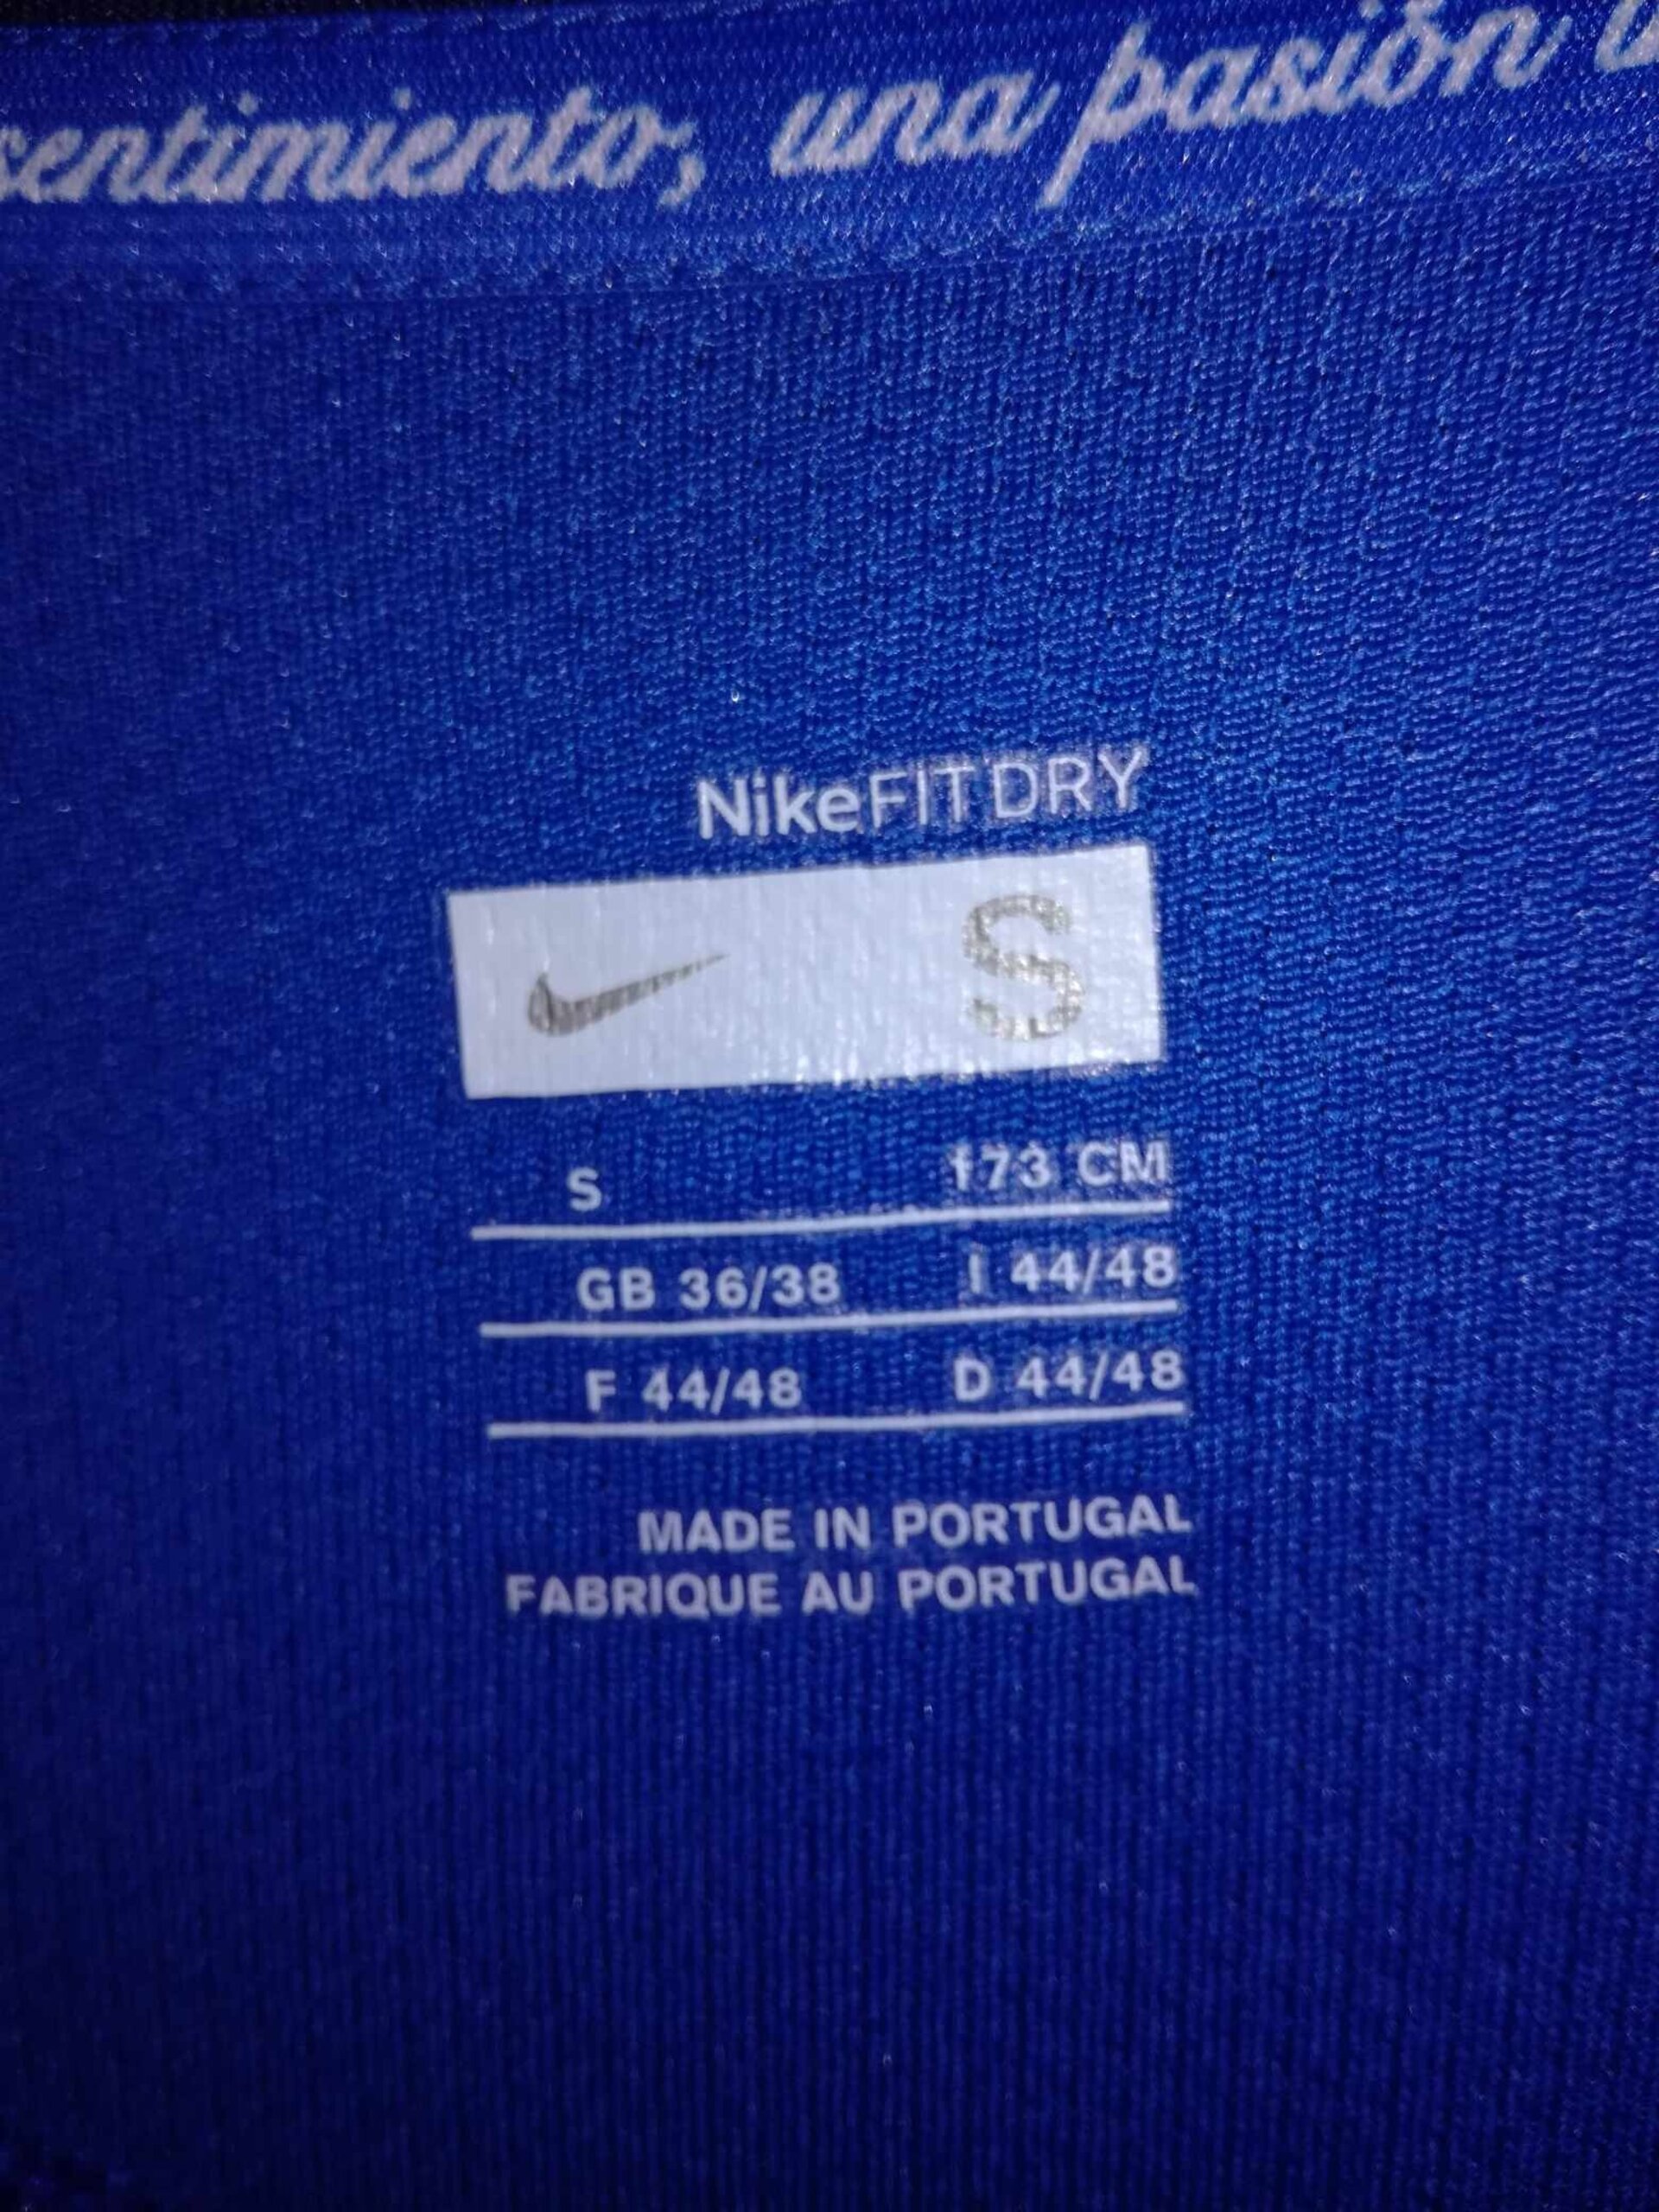 sentimiento, una pasión
NikeFIT DRY
S
S 173 CM
GB 36/38 I 44/48
F 44/48 D 44/48
MADE IN PORTUGAL
FABRIQUE AU PORTUGAL